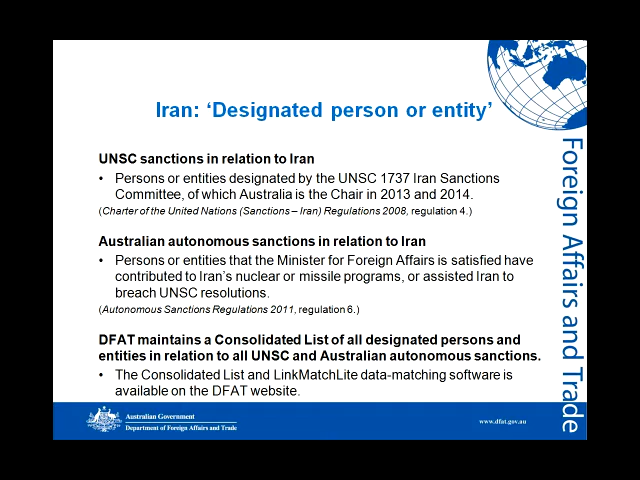 Iran: ‘Designated person or entity’
UNSC sanctions in relation to Iran
• Persons or entities designated by the UNSC 1737 Iran Sanctions
Committee, of which Australia is the Chair in 2013 and 2014.
(Charter of the United Nations (Sanctions – Iran) Regulations 2008, regulation 4.)
Australian autonomous sanctions in relation to Iran
• Persons or entities that the Minister for Foreign Affairs is satisfied have
contributed to Iran’s nuclear or missile programs, or assisted Iran to
breach UNSC resolutions.
(Autonomous Sanctions Regulations 2011, regulation 6.)
DFAT maintains a Consolidated List of all designated persons and
entities in relation to all UNSC and Australian autonomous sanctions.
• The Consolidated List and LinkMatchLite data-matching software is
available on the DFAT website.
Foreign Affairs and Trade
Australian Government
Department of Foreign Affairs and Trade
www.dfat.gov.au